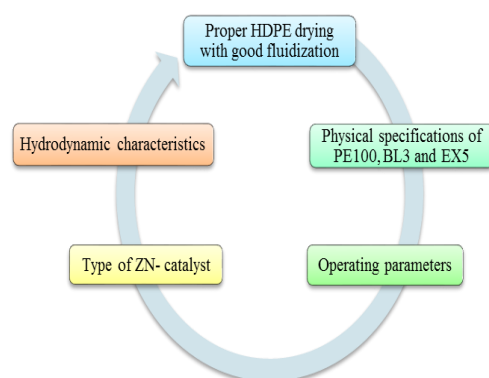 Proper HDPE drying
with good fluidization
Hydrodynamic characteristics
Physical specifications of
PE100, BL3 and EX5
Type of ZN- catalyst
Operating parameters